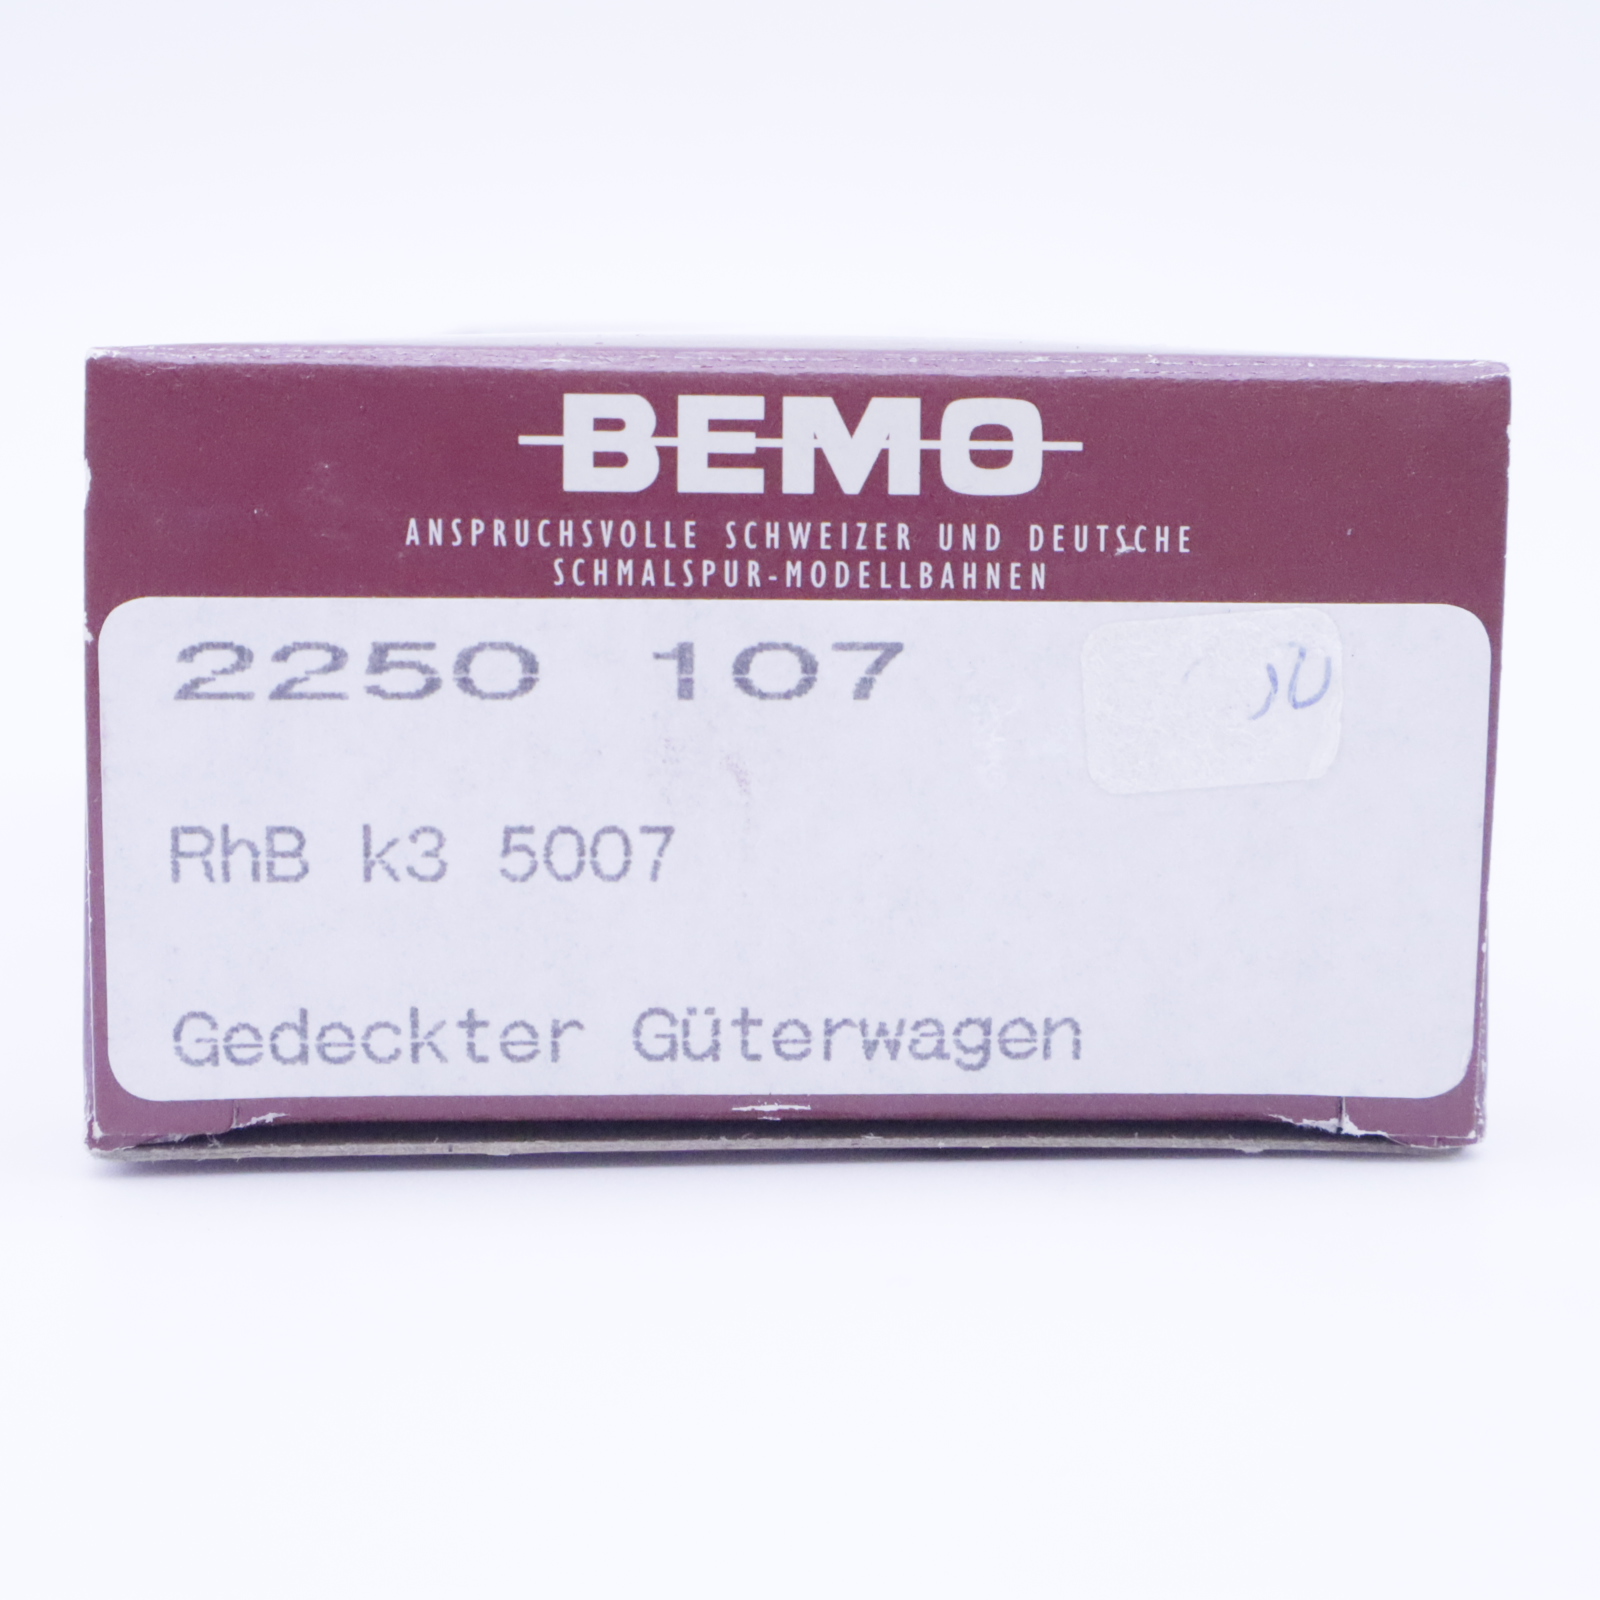 BEMO
ANSPRUCHSVOLLE SCHWEIZER UND DEUTSCHE
SCHMALSPUR-MODELLBAHNEN
2250 107
RhB k3 5007
Gedeckter Güterwagen